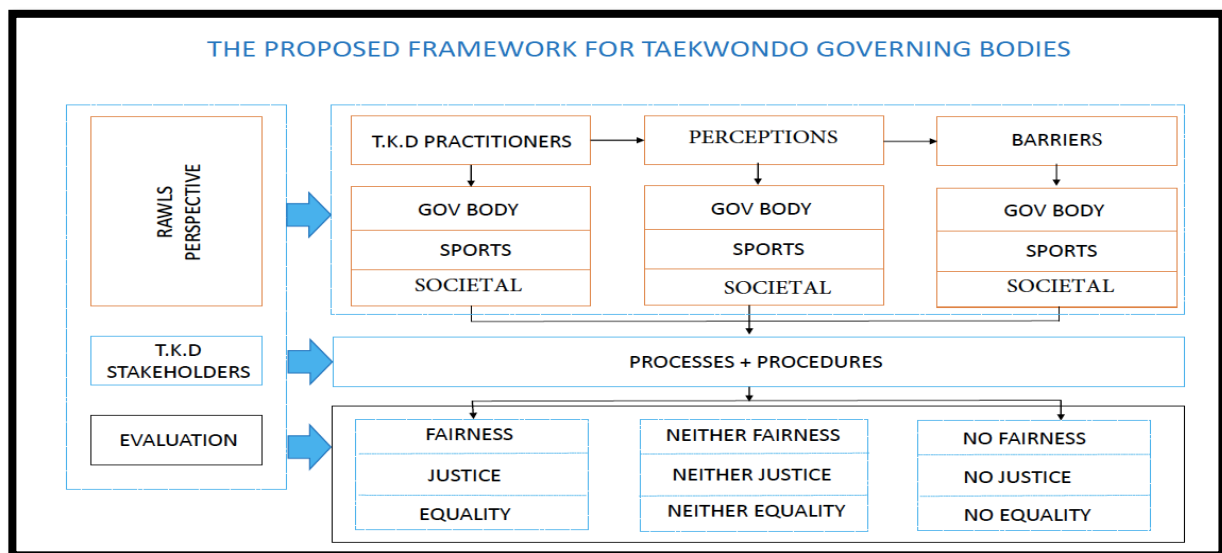 THE PROPOSED FRAMEWORK FOR TAEKWONDO GOVERNING BODIES
RAWLS
PERSPECTIVE
T.K.D PRACTITIONERS
PERCEPTIONS
BARRIERS
GOV BODY
SPORTS
SOCIETAL
GOV BODY
SPORTS
SOCIETAL
GOV BODY
SPORTS
SOCIETAL
T.K.D
STAKEHOLDERS
PROCESSES + PROCEDURES
EVALUATION
FAIRNESS
JUSTICE
EQUALITY
NEITHER FAIRNESS
NEITHER JUSTICE
NEITHER EQUALITY
NO FAIRNESS
NO JUSTICE
NO EQUALITY